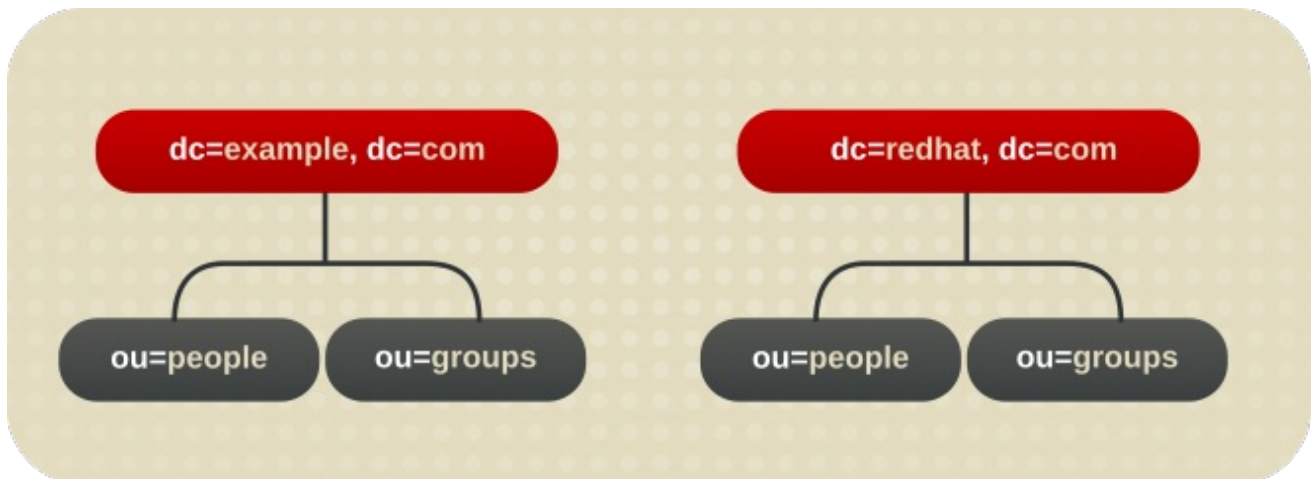 dc=example, dc=com
dc=redhat, dc=com
ou=people
ou=groups
ou=people
ou=groups